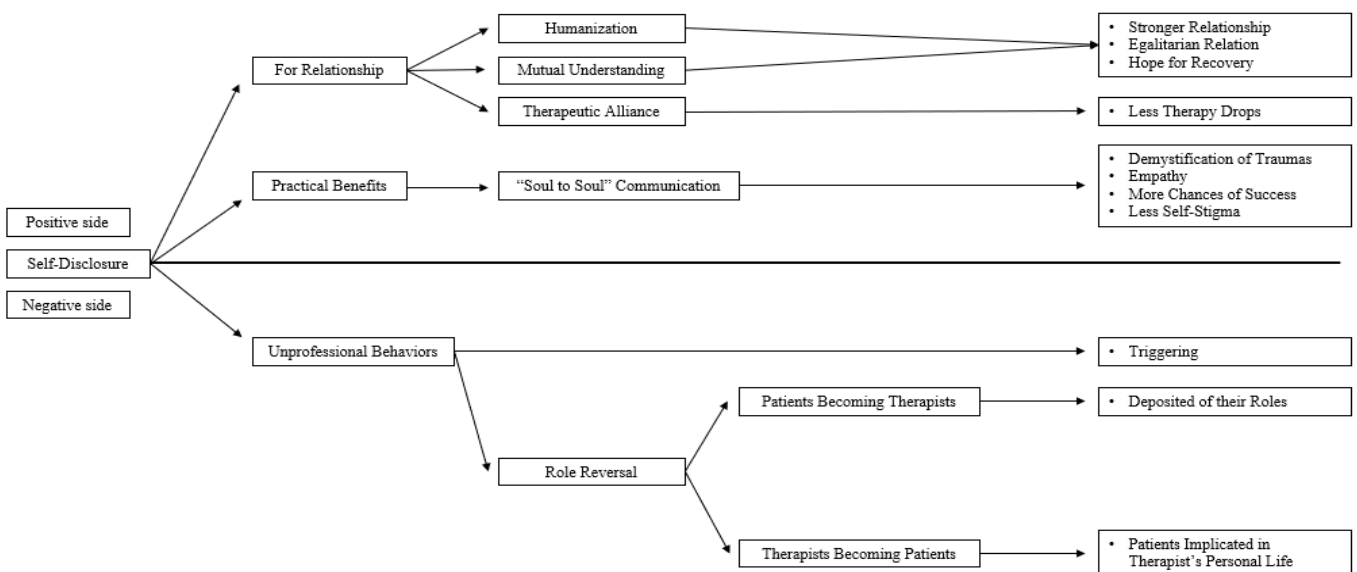 Humanization
• Stronger Relationship
• Egalitarian Relation
• Hope for Recovery
For Relationship
Mutual Understanding
Therapeutic Alliance
• Less Therapy Drops
Practical Benefits
“Soul to Soul” Communication
• Demystification of Traumas
• Empathy
• More Chances of Success
• Less Self-Stigma
Positive side
Self-Disclosure
Negative side
Unprofessional Behaviors
• Triggering
Patients Becoming Therapists
• Deposited of their Roles
Role Reversal
Therapists Becoming Patients
• Patients Implicated in
Therapist’s Personal Life